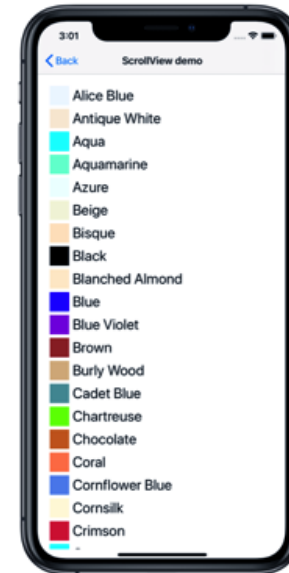 3:01
Back
ScrollView demo
Alice Blue
Antique White
Aqua
Aquamarine
Azure
Beige
Bisque
Black
Blanched Almond
Blue
Blue Violet
Brown
Burly Wood
Cadet Blue
Chartreuse
Chocolate
Coral
Cornflower Blue
Cornsilk
Crimson